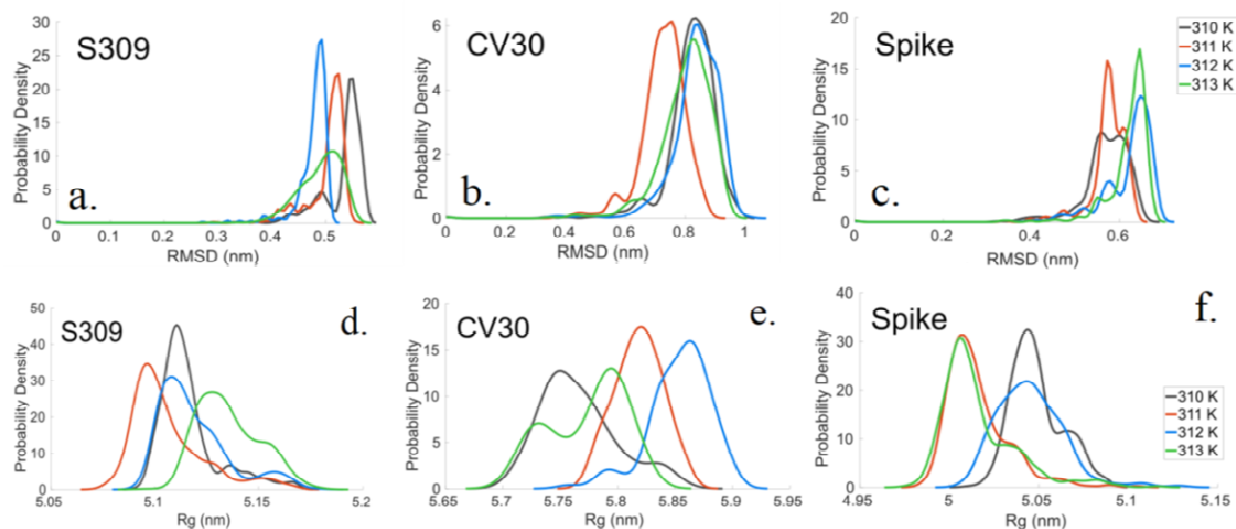 S309
a.
Probability Density
30
25
20
15
10
5
0
0 0.1 0.2 0.3 0.4 0.5
RMSD (nm)
CV30
b.
Probability Density
6
4
2
0
0 0.2 0.4 0.6 0.8 1
RMSD (nm)
Spike
c.
Probability Density
20
15
10
5
0
0 0.2 0.4 0.6
RMSD (nm)
310 K
311 K
312 K
313 K
S309
d.
Probability Density
50
40
30
20
10
0
5.05 5.1 5.15 5.2
Rg (nm)
CV30
e.
Probability Density
20
15
10
5
0
5.65 5.7 5.75 5.8 5.85 5.9 5.95
Rg (nm)
Spike
f.
Probability Density
40
30
20
10
0
4.95 5 5.05 5.1 5.15
Rg (nm)
310 K
311 K
312 K
313 K